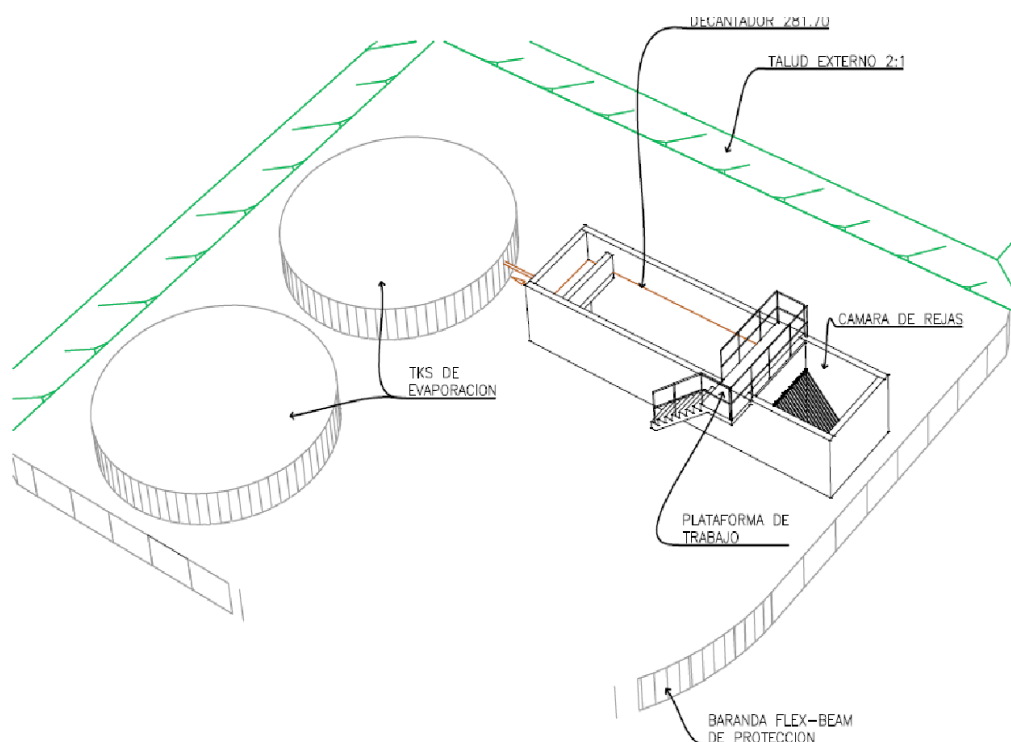 DECANTADOR 281.70
TALUD EXTERNO 2:1
CAMARA DE REJAS
TKS DE
EVAPORACION
PLATAFORMA DE
TRABAJO
BARANDA FLEX-BEAM
DE PROTECCION